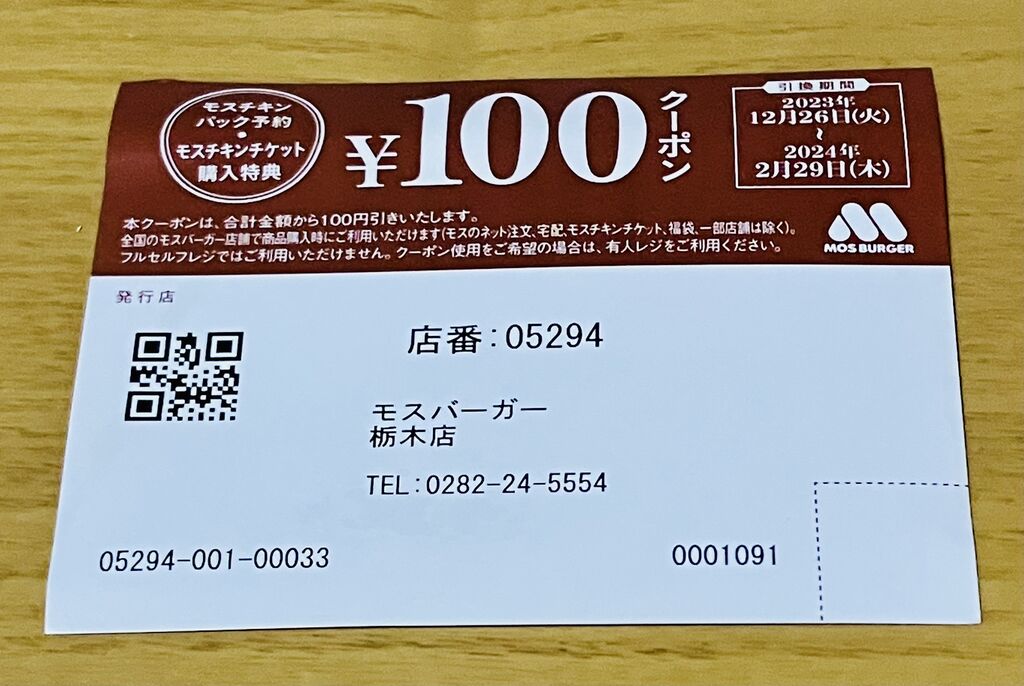 モスチキン
パック予約
・
モスチキンチケット
購入特典
¥100
クーポン
引換期間
2023年
12月26日(火)
~
2024年
2月29日(木)
本クーポンは、合計金額から100円引きいたします。
全国のモスバーガー店舗で商品購入時にご利用いただけます(モスのネット注文、宅配、モスチキンチケット、福袋、一部店舗は除く)。
フルセルフレジではご利用いただけません。クーポン使用をご希望の場合は、有人レジをご利用ください。
MOS BURGER
発行店
店番:05294
モスバーガー
栃木店
TEL:0282-24-5554
05294-001-00033
0001091